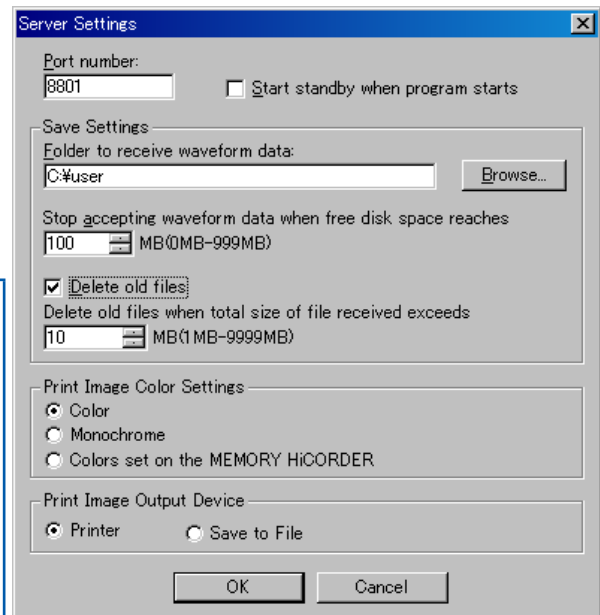 Server Settings
Port number:
8801
Start standby when program starts
Save Settings
Folder to receive waveform data:
C:¥user
Browse...
Stop accepting waveform data when free disk space reaches
100 MB(0MB-999MB)
Delete old files
Delete old files when total size of file received exceeds
10 MB(1MB-9999MB)
Print Image Color Settings
Color
Monochrome
Colors set on the MEMORY HiCORDER
Print Image Output Device
Printer Save to File
OK Cancel